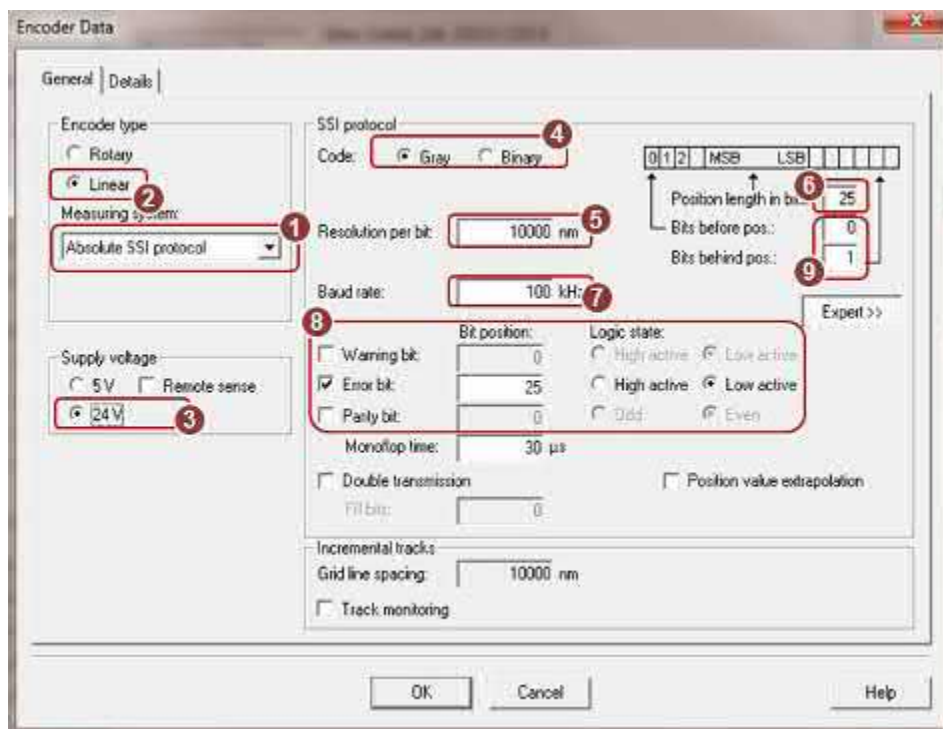 Encoder Data
General Details
Encoder type
Rotary
Linear
2
Measuring system:
1
Absolute SSI protocol
Supply voltage
5 V Remote sense
24 V
3
SSI protocol
4
Code: Gray Binary
0 1 2 MSB LSB
6
Position length in bit: 25
Bits before pos.: 0
Bits behind pos.: 1
9
Resolution per bit: 10000 nm 5
Baud rate: 100 kHz 7
Expert >>
8
Bit position: Logic state:
Warning bit: 0 High active Low active
Error bit: 25 High active Low active
Parity bit: 0 Odd Even
Monoflop time: 30 µs
Double transmission Position value extrapolation
Fill bits: 0
Incremental tracks
Grid line spacing: 10000 nm
Track monitoring
OK Cancel Help